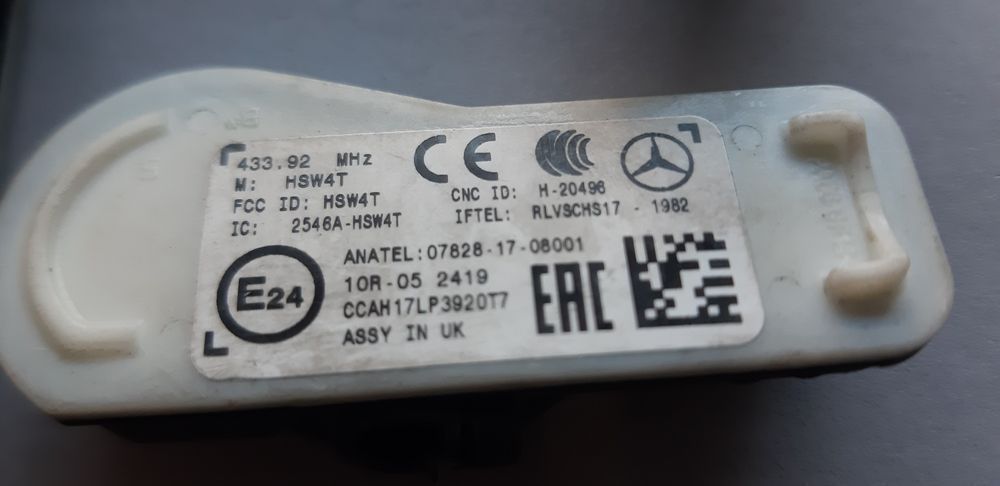 433.92 MHz
M: HSW4T
FCC ID: HSW4T
IC: 2546A-HSW4T
CE
CNC ID: H-20496
IFTEL: RLVSCHS17 - 1982
ANATEL: 07828-17-08001
10R-05 2419
CCAH17LP3920T7
ASSY IN UK
E24
EAC